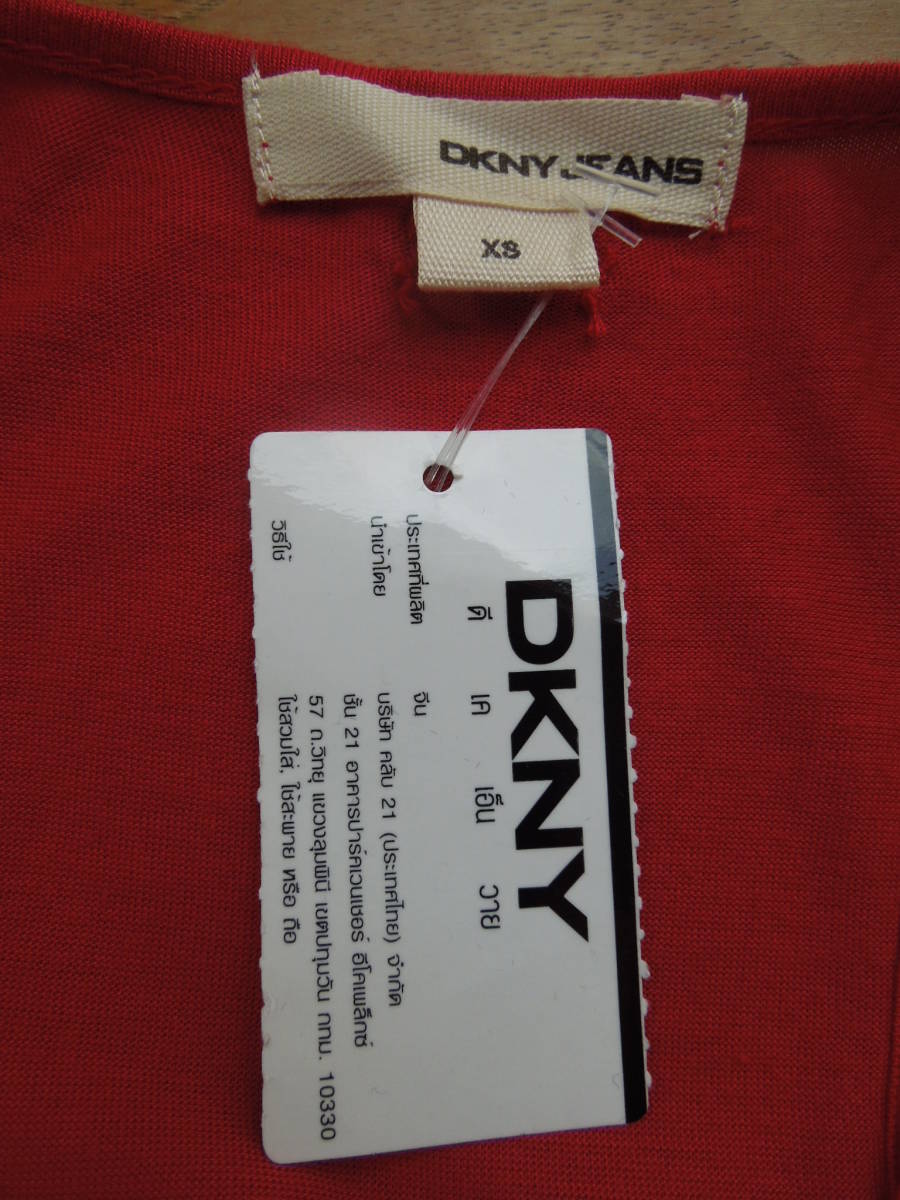 DKNY JEANS
XS
DKNY
ดี เค เอ็น วาย
ประเทศที่ผลิต จีน
นำเข้าโดย บริษัท คลับ 21 (ประเทศไทย) จำกัด
ชั้น 21 อาคารปาร์คเวนเชอร์ อีโคเพล็กซ์
57 ถ.วิทยุ แขวงลุมพินี เขตปทุมวัน กทม. 10330
วิธีใช้ ใช้สวมใส่, ใช้สะพาย หรือ ถือ